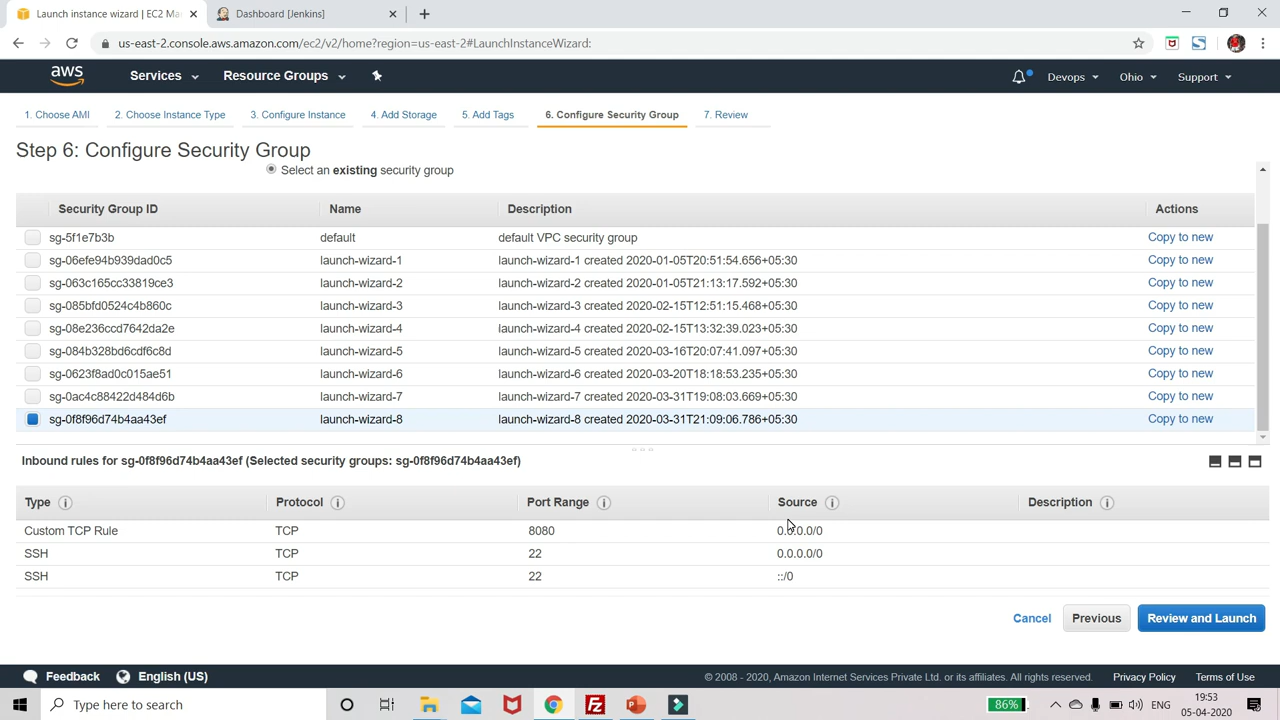 Launch instance wizard | EC2 Ma
Dashboard [Jenkins]
us-east-2.console.aws.amazon.com/ec2/v2/home?region=us-east-2#LaunchInstanceWizard:
aws
Services
Resource Groups
Devops
Ohio
Support
1. Choose AMI
2. Choose Instance Type
3. Configure Instance
4. Add Storage
5. Add Tags
6. Configure Security Group
7. Review
Step 6: Configure Security Group
Select an existing security group
Security Group ID Name Description Actions
sg-5f1e7b3b default default VPC security group Copy to new
sg-06efe94b939dad0c5 launch-wizard-1 launch-wizard-1 created 2020-01-05T20:51:54.656+05:30 Copy to new
sg-063c165cc33819ce3 launch-wizard-2 launch-wizard-2 created 2020-01-05T21:13:17.592+05:30 Copy to new
sg-085bfd0524c4b860c launch-wizard-3 launch-wizard-3 created 2020-02-15T12:51:15.468+05:30 Copy to new
sg-08e236ccd7642da2e launch-wizard-4 launch-wizard-4 created 2020-02-15T13:32:39.023+05:30 Copy to new
sg-084b328bd6cdf6c8d launch-wizard-5 launch-wizard-5 created 2020-03-16T20:07:41.097+05:30 Copy to new
sg-0623f8ad0c015ae51 launch-wizard-6 launch-wizard-6 created 2020-03-20T18:18:53.235+05:30 Copy to new
sg-0ac4c88422d484d6b launch-wizard-7 launch-wizard-7 created 2020-03-31T19:08:03.669+05:30 Copy to new
sg-0f8f96d74b4aa43ef launch-wizard-8 launch-wizard-8 created 2020-03-31T21:09:06.786+05:30 Copy to new
Inbound rules for sg-0f8f96d74b4aa43ef (Selected security groups: sg-0f8f96d74b4aa43ef)
Type Protocol Port Range Source Description
Custom TCP Rule TCP 8080 0.0.0.0/0
SSH TCP 22 0.0.0.0/0
SSH TCP 22 ::/0
Cancel
Previous
Review and Launch
Feedback
English (US)
© 2008 - 2020, Amazon Internet Services Private Ltd. or its affiliates. All rights reserved.
Privacy Policy
Terms of Use
Type here to search
86%
ENG
19:53
05-04-2020